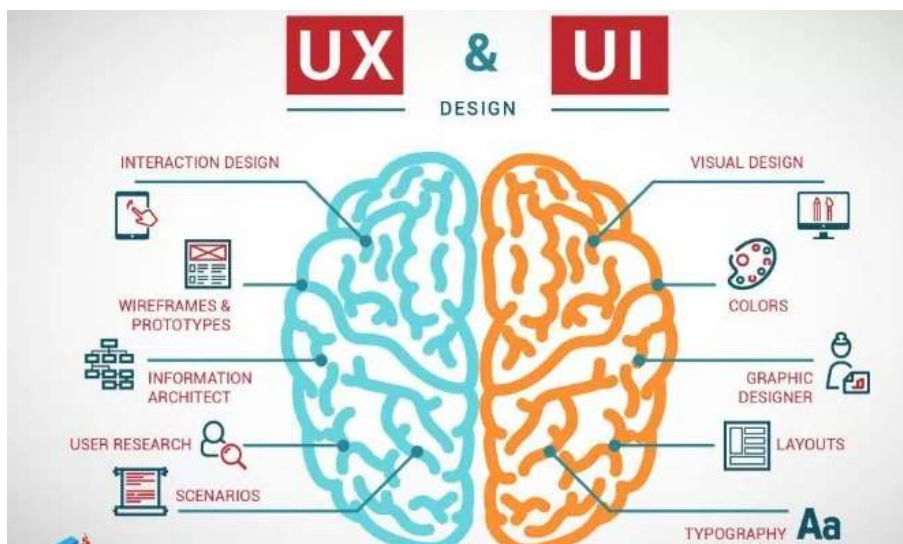 UX & UI
DESIGN
INTERACTION DESIGN
WIREFRAMES &
PROTOTYPES
INFORMATION
ARCHITECT
USER RESEARCH
SCENARIOS
VISUAL DESIGN
COLORS
GRAPHIC
DESIGNER
LAYOUTS
TYPOGRAPHY Aa